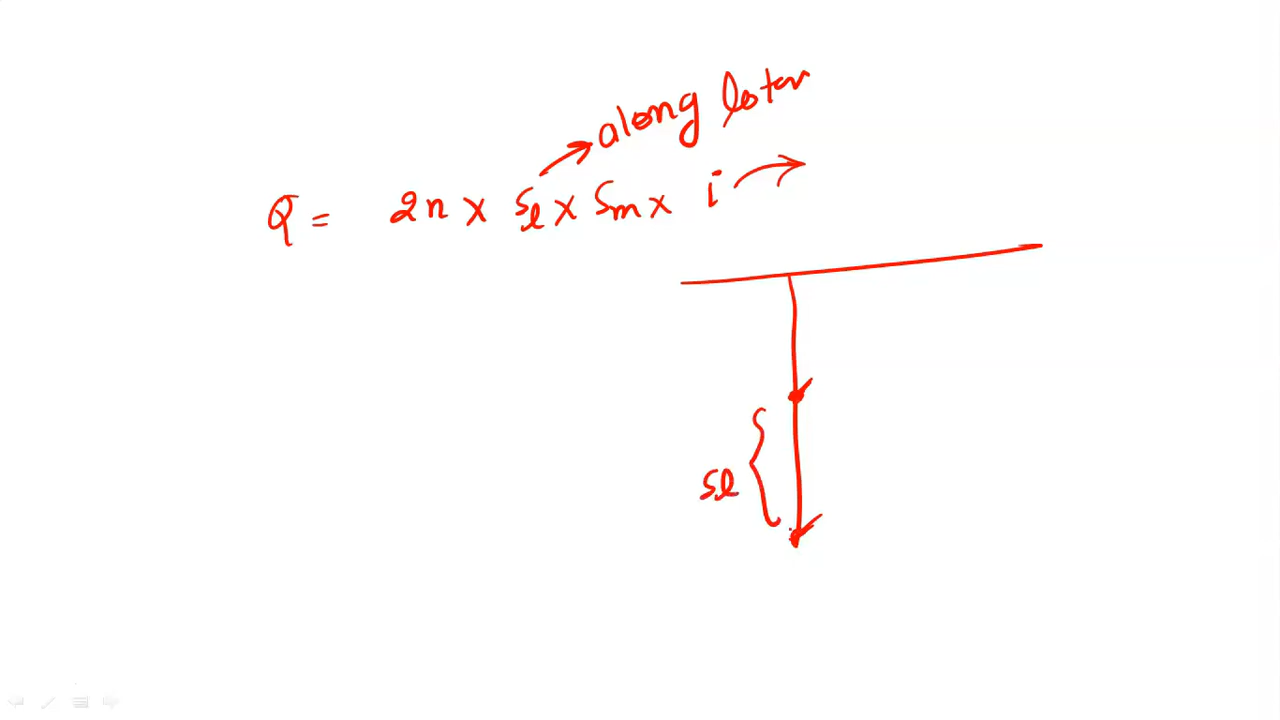 along later
Q = 2n × Sl × Sm × i
Sl